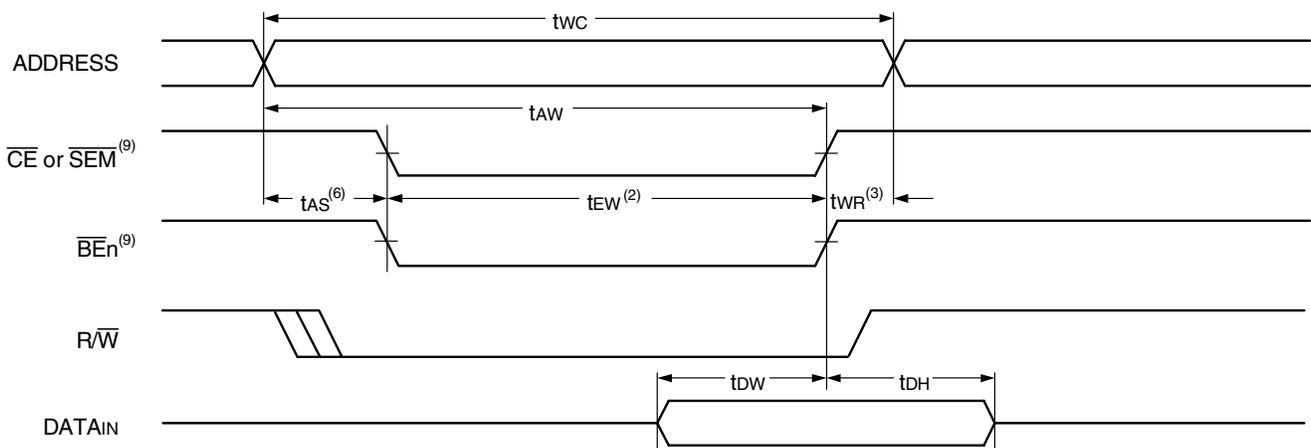 tWC
ADDRESS
tAW
CE or SEM(9)
tAS(6) tEW(2) tWR(3)
BEn(9)
R/W
tDW tDH
DATAIN